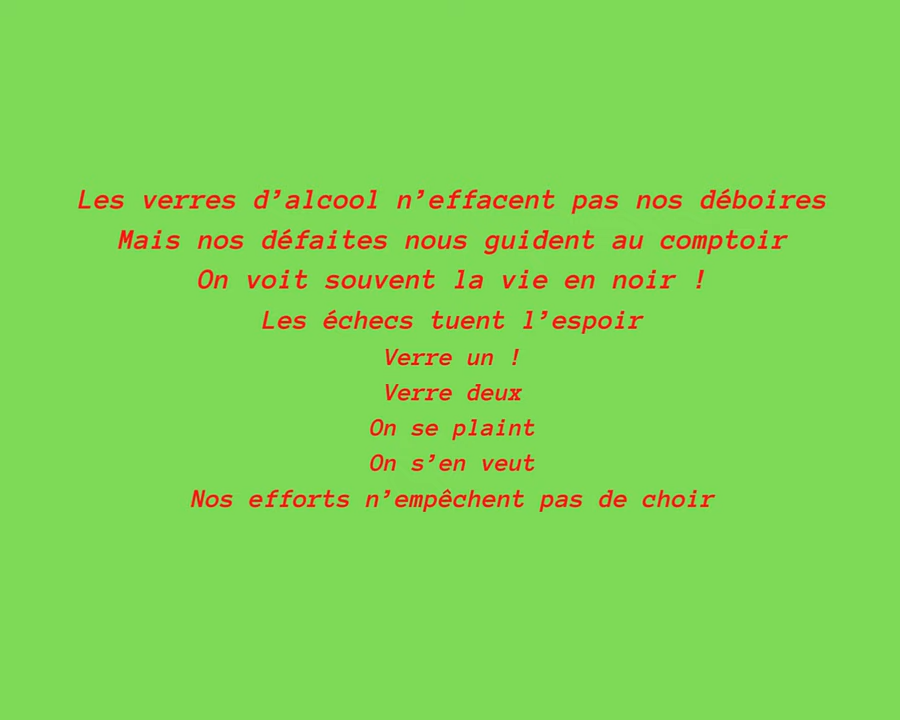 Les verres d’alcool n’effacent pas nos déboires
Mais nos défaites nous guident au comptoir
On voit souvent la vie en noir !
Les échecs tuent l’espoir
Verre un !
Verre deux
On se plaint
On s’en veut
Nos efforts n’empêchent pas de choir